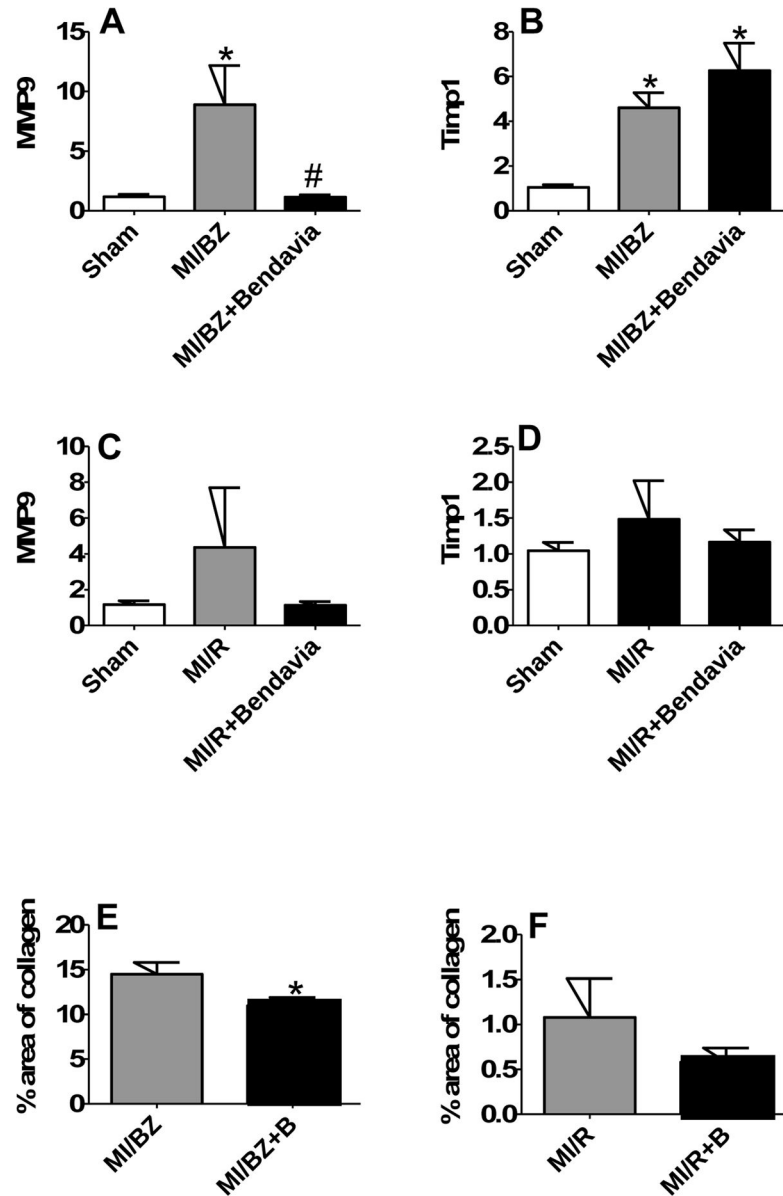 A
MMP9
15
10
5
0
*
#
Sham
MI/BZ
MI/BZ+Bendavia
B
Timp1
8
6
4
2
0
*
*
Sham
MI/BZ
MI/BZ+Bendavia
C
MMP9
10
8
6
4
2
0
Sham
MI/R
MI/R+Bendavia
D
Timp1
2.5
2.0
1.5
1.0
0.5
0.0
Sham
MI/R
MI/R+Bendavia
E
% area of collagen
20
15
10
5
0
*
MI/BZ
MI/BZ+B
F
% area of collagen
2.0
1.5
1.0
0.5
0.0
MI/R
MI/R+B